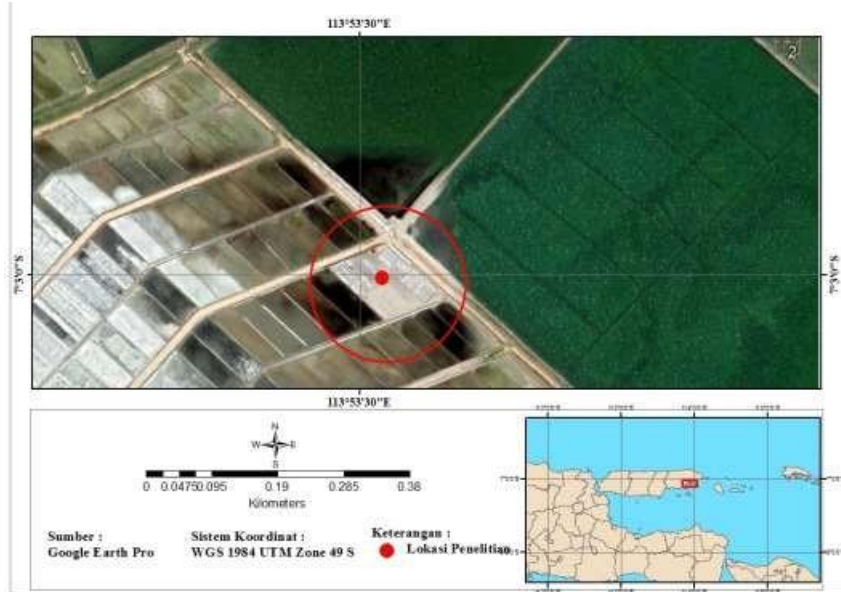 113°53'30"E
2
7°3'0"S
7°3'0"S
113°53'30"E
N
W E
S
0 0.0475 0.095 0.19 0.285 0.38
Kilometers
Sumber :
Google Earth Pro
Sistem Koordinat :
WGS 1984 UTM Zone 49 S
Keterangan :
Lokasi Penelitian